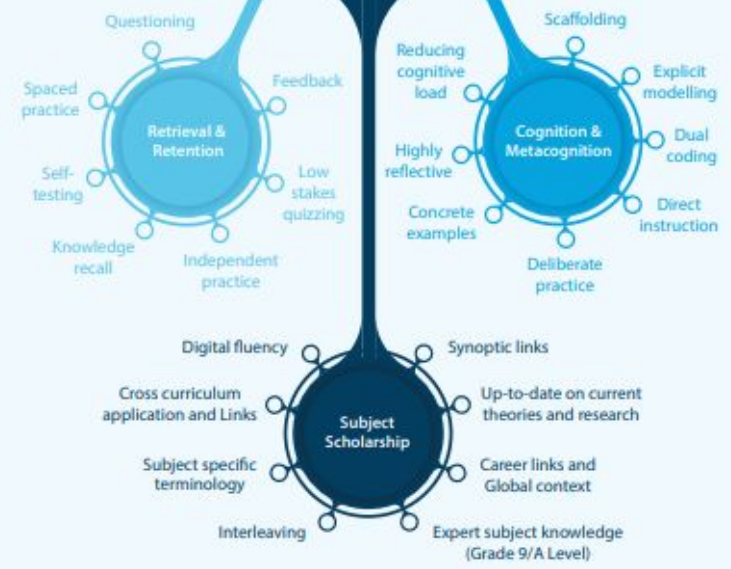 Questioning
Feedback
Spaced
practice
Retrieval &
Retention
Self-
testing
Low
stakes
quizzing
Knowledge
recall
Independent
practice
Scaffolding
Reducing
cognitive
load
Explicit
modelling
Cognition &
Metacognition
Dual
coding
Highly
reflective
Direct
instruction
Concrete
examples
Deliberate
practice
Digital fluency
Synoptic links
Cross curriculum
application and Links
Up-to-date on current
theories and research
Subject
Scholarship
Subject specific
terminology
Career links and
Global context
Interleaving
Expert subject knowledge
(Grade 9/A Level)